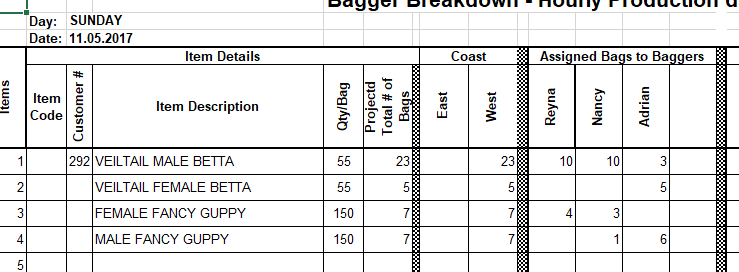 Bagger Breakdown - Hourly Production d
Day: SUNDAY
Date: 11.05.2017
Item Details Coast Assigned Bags to Baggers
Items Item Code Customer # Item Description Qty/Bag Projectd Total # of Bags East West Reyna Nancy Adrian
1 292 VEILTAIL MALE BETTA 55 23 23 10 10 3
2 VEILTAIL FEMALE BETTA 55 5 5 5
3 FEMALE FANCY GUPPY 150 7 7 4 3
4 MALE FANCY GUPPY 150 7 7 1 6
5